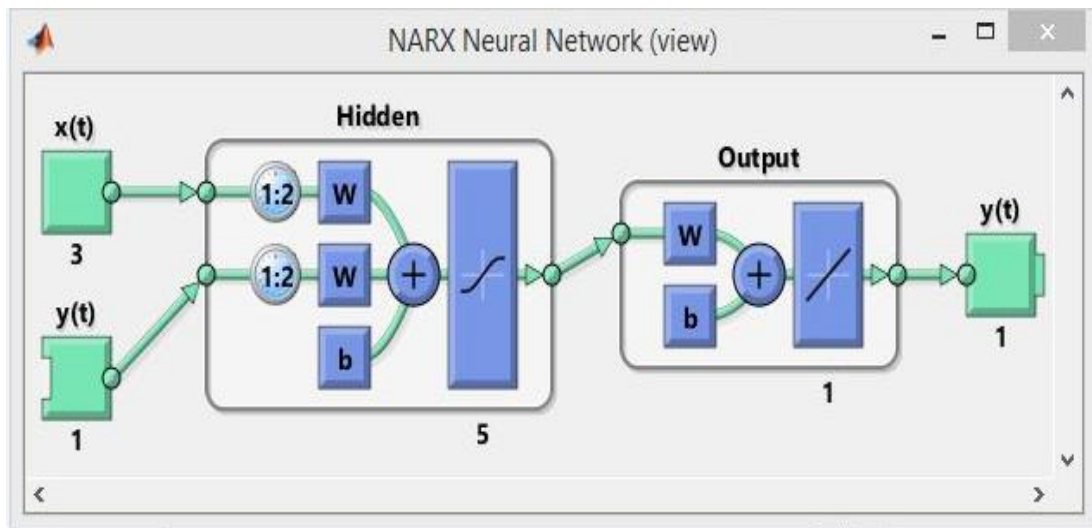 NARX Neural Network (view)
Hidden
x(t)
1:2
W
3
y(t)
1:2
W
b
1
5
Output
W
b
1
y(t)
1